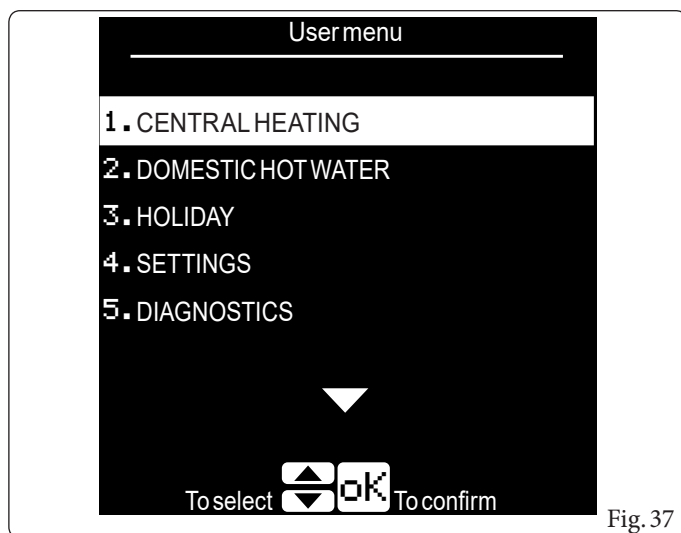 User menu
1. CENTRAL HEATING
2. DOMESTIC HOT WATER
3. HOLIDAY
4. SETTINGS
5. DIAGNOSTICS
To select oK To confirm
Fig. 37